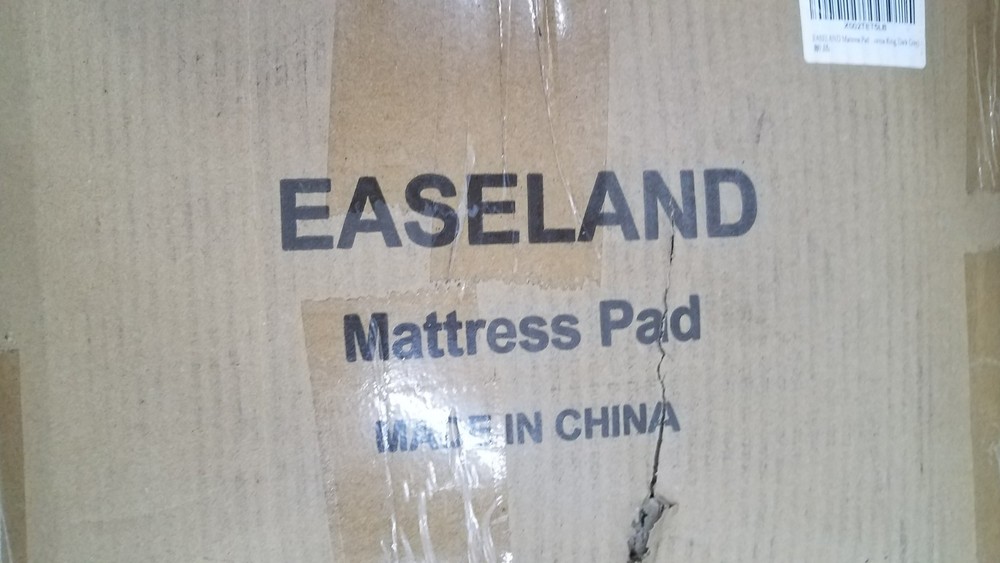 EASELAND
Mattress Pad
MADE IN CHINA